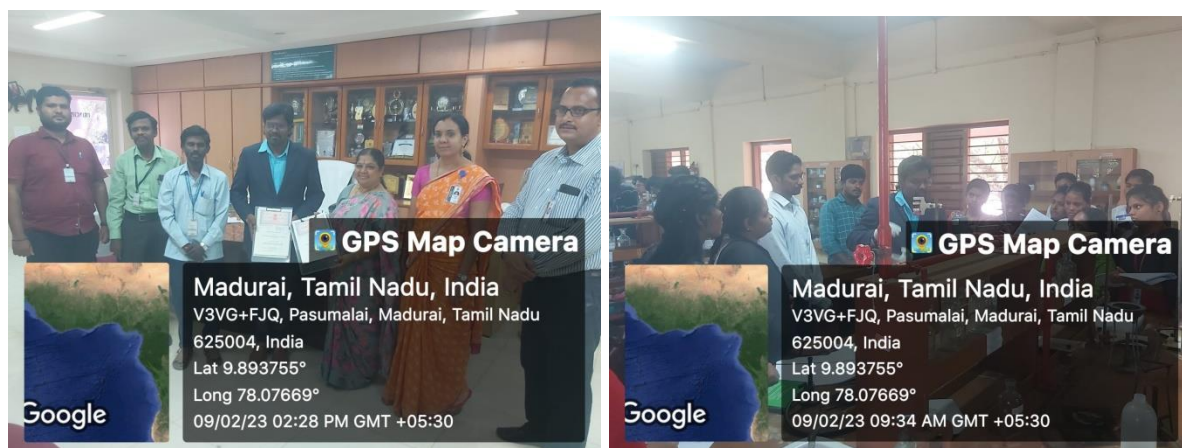 GPS Map Camera
Madurai, Tamil Nadu, India
V3VG+FJQ, Pasumalai, Madurai, Tamil Nadu
625004, India
Lat 9.893755°
Long 78.07669°
09/02/23 02:28 PM GMT +05:30
Google
GPS Map Camera
Madurai, Tamil Nadu, India
V3VG+FJQ, Pasumalai, Madurai, Tamil Nadu
625004, India
Lat 9.893755°
Long 78.07669°
09/02/23 09:34 AM GMT +05:30
Google